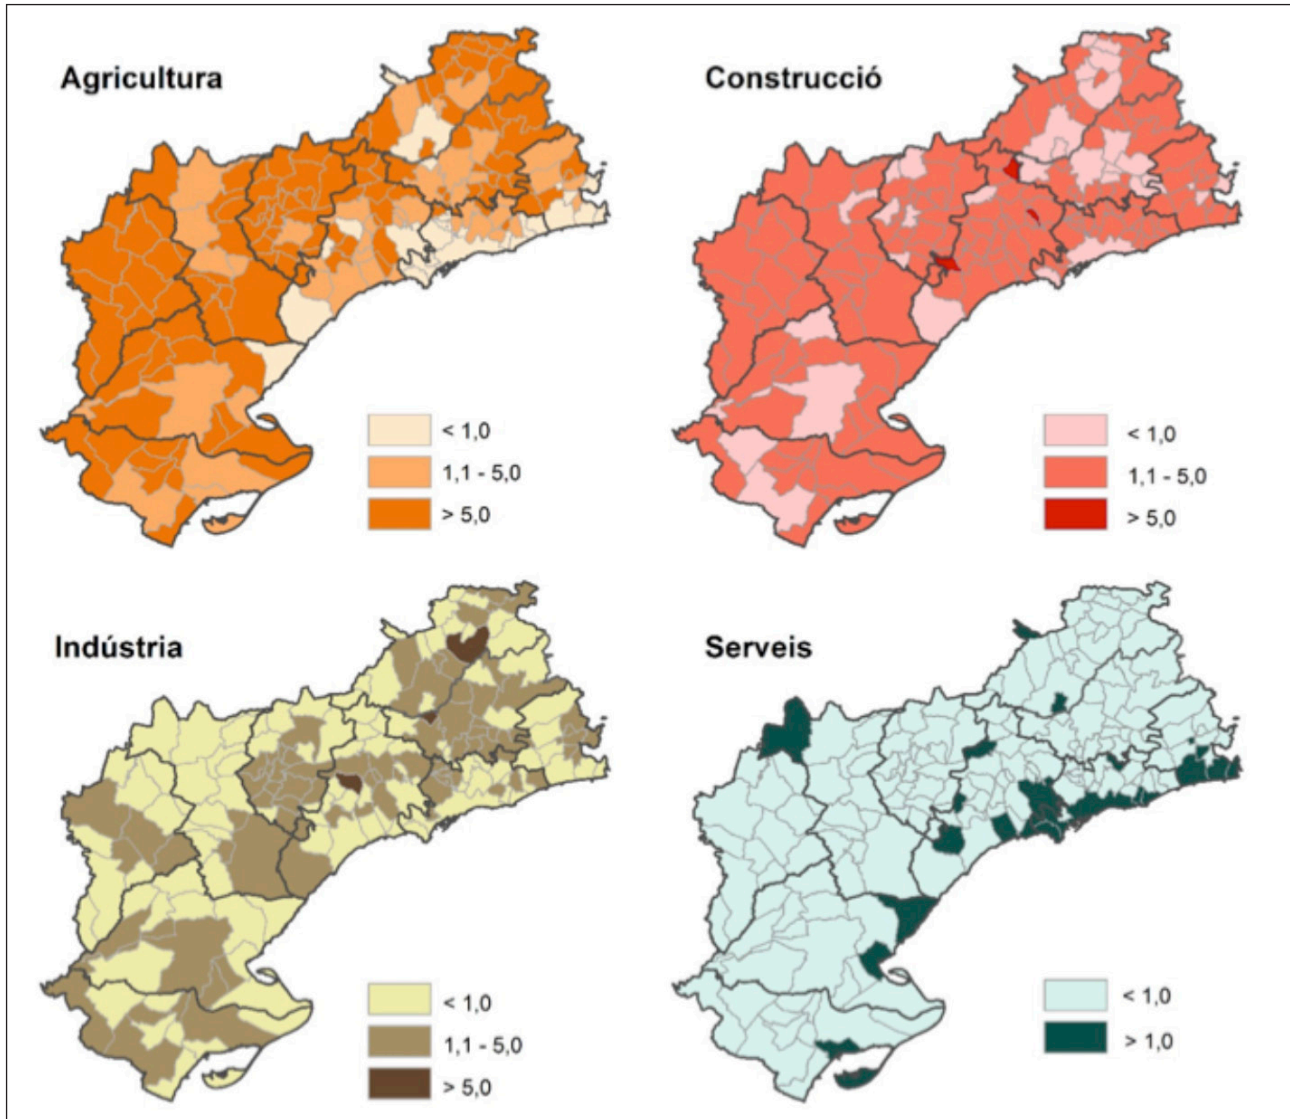 Agricultura
< 1,0
1,1 - 5,0
> 5,0
Construcció
< 1,0
1,1 - 5,0
> 5,0
Indústria
< 1,0
1,1 - 5,0
> 5,0
Serveis
< 1,0
> 1,0